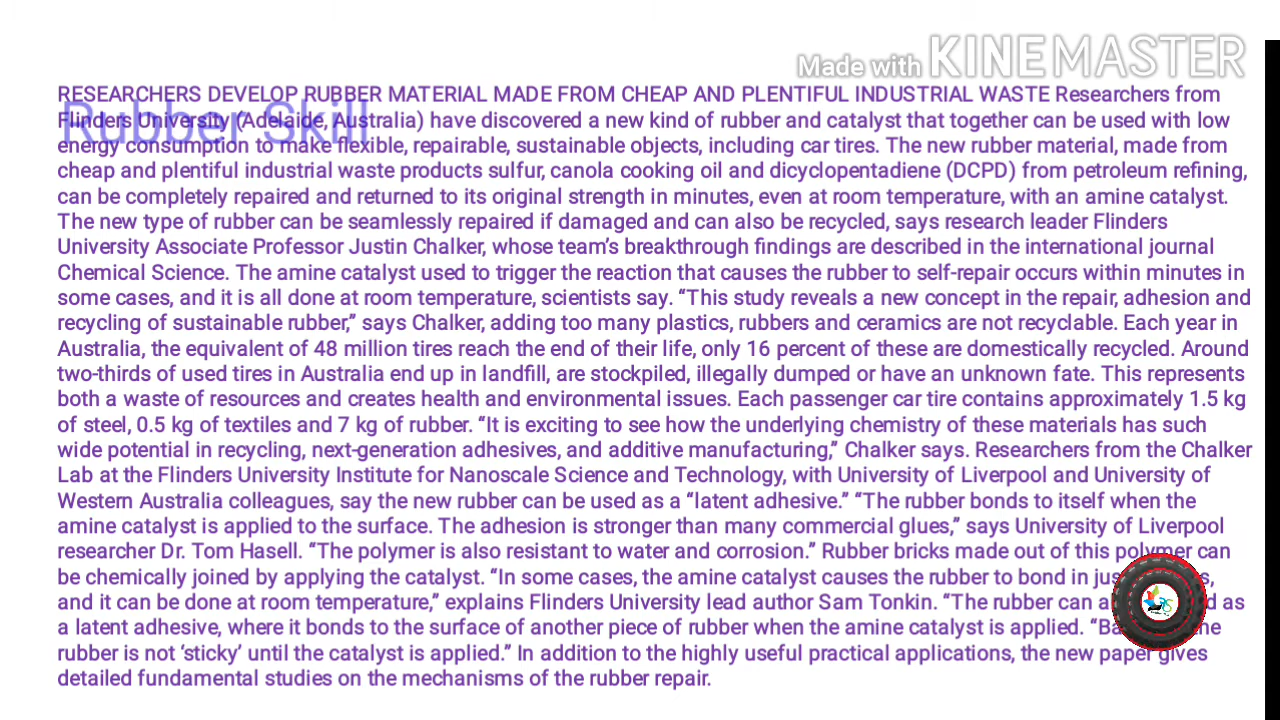 Made with KINEMASTER
Rubber Skill
RESEARCHERS DEVELOP RUBBER MATERIAL MADE FROM CHEAP AND PLENTIFUL INDUSTRIAL WASTE Researchers from
Flinders University (Adelaide, Australia) have discovered a new kind of rubber and catalyst that together can be used with low
energy consumption to make flexible, repairable, sustainable objects, including car tires. The new rubber material, made from
cheap and plentiful industrial waste products sulfur, canola cooking oil and dicyclopentadiene (DCPD) from petroleum refining,
can be completely repaired and returned to its original strength in minutes, even at room temperature, with an amine catalyst.
The new type of rubber can be seamlessly repaired if damaged and can also be recycled, says research leader Flinders
University Associate Professor Justin Chalker, whose team’s breakthrough findings are described in the international journal
Chemical Science. The amine catalyst used to trigger the reaction that causes the rubber to self-repair occurs within minutes in
some cases, and it is all done at room temperature, scientists say. “This study reveals a new concept in the repair, adhesion and
recycling of sustainable rubber,” says Chalker, adding too many plastics, rubbers and ceramics are not recyclable. Each year in
Australia, the equivalent of 48 million tires reach the end of their life, only 16 percent of these are domestically recycled. Around
two-thirds of used tires in Australia end up in landfill, are stockpiled, illegally dumped or have an unknown fate. This represents
both a waste of resources and creates health and environmental issues. Each passenger car tire contains approximately 1.5 kg
of steel, 0.5 kg of textiles and 7 kg of rubber. “It is exciting to see how the underlying chemistry of these materials has such
wide potential in recycling, next-generation adhesives, and additive manufacturing,” Chalker says. Researchers from the Chalker
Lab at the Flinders University Institute for Nanoscale Science and Technology, with University of Liverpool and University of
Western Australia colleagues, say the new rubber can be used as a “latent adhesive.” “The rubber bonds to itself when the
amine catalyst is applied to the surface. The adhesion is stronger than many commercial glues,” says University of Liverpool
researcher Dr. Tom Hasell. “The polymer is also resistant to water and corrosion.” Rubber bricks made out of this polymer can
be chemically joined by applying the catalyst. “In some cases, the amine catalyst causes the rubber to bond in
and it can be done at room temperature,” explains Flinders University lead author Sam Tonkin. “The rubber can as
a latent adhesive, where it bonds to the surface of another piece of rubber when the amine catalyst is applied.
rubber is not ‘sticky’ until the catalyst is applied.” In addition to the highly useful practical applications, the new paper gives
detailed fundamental studies on the mechanisms of the rubber repair.